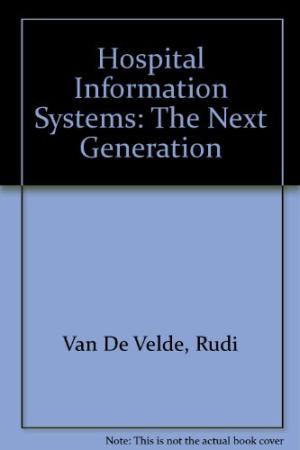 Hospital
Information
Systems: The Next
Generation
Van De Velde, Rudi
Note: This is not the actual book cover